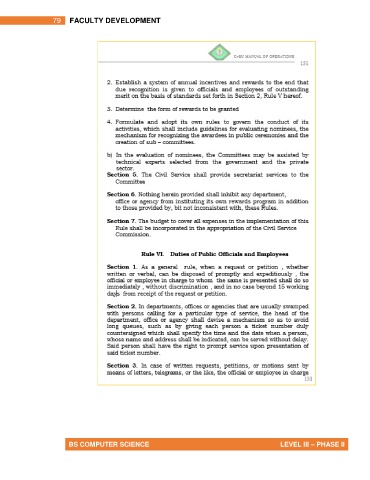 79 FACULTY DEVELOPMENT
CvSU MANUAL OF OPERATIONS
131
2. Establish a system of annual incentives and rewards to the end that
due recognition is given to officials and employees of outstanding
merit on the basis of standards set forth in Section 2, Rule V hereof.
3. Determine the form of rewards to be granted
4. Formulate and adopt its own rules to govern the conduct of its
activities, which shall include guidelines for evaluating nominees, the
mechanism for recognizing the awardees in public ceremonies and the
creation of sub – committees.
b) In the evaluation of nominees, the Committees may be assisted by
technical experts selected from the government and the private
sector.
Section 5. The Civil Service shall provide secretariat services to the
Committee
Section 6. Nothing herein provided shall inhibit any department,
office or agency from instituting its own rewards program in addition
to those provided by, bit not inconsistent with, these Rules.
Section 7. The budget to cover all expenses in the implementation of this
Rule shall be incorporated in the appropriation of the Civil Service
Commission.
Rule VI. Duties of Public Officials and Employees
Section 1. As a general rule, when a request or petition , whether
written or verbal, can be disposed of promptly and expeditiously , the
official or employee in charge to whom the same is presented shall do so
immediately , without discrimination , and in no case beyond 15 working
days from receipt of the request or petition.
Section 2. In departments, offices or agencies that are usually swamped
with persons calling for a particular type of service, the head of the
department, office or agency shall devise a mechanism so as to avoid
long queues, such as by giving each person a ticket number duly
countersigned which shall specify the time and the date when a person,
whose name and address shall be indicated, can be served without delay.
Said person shall have the right to prompt service upon presentation of
said ticket number.
Section 3. In case of written requests, petitions, or motions sent by
means of letters, telegrams, or the like, the official or employee in charge
131
BS COMPUTER SCIENCE LEVEL III – PHASE II